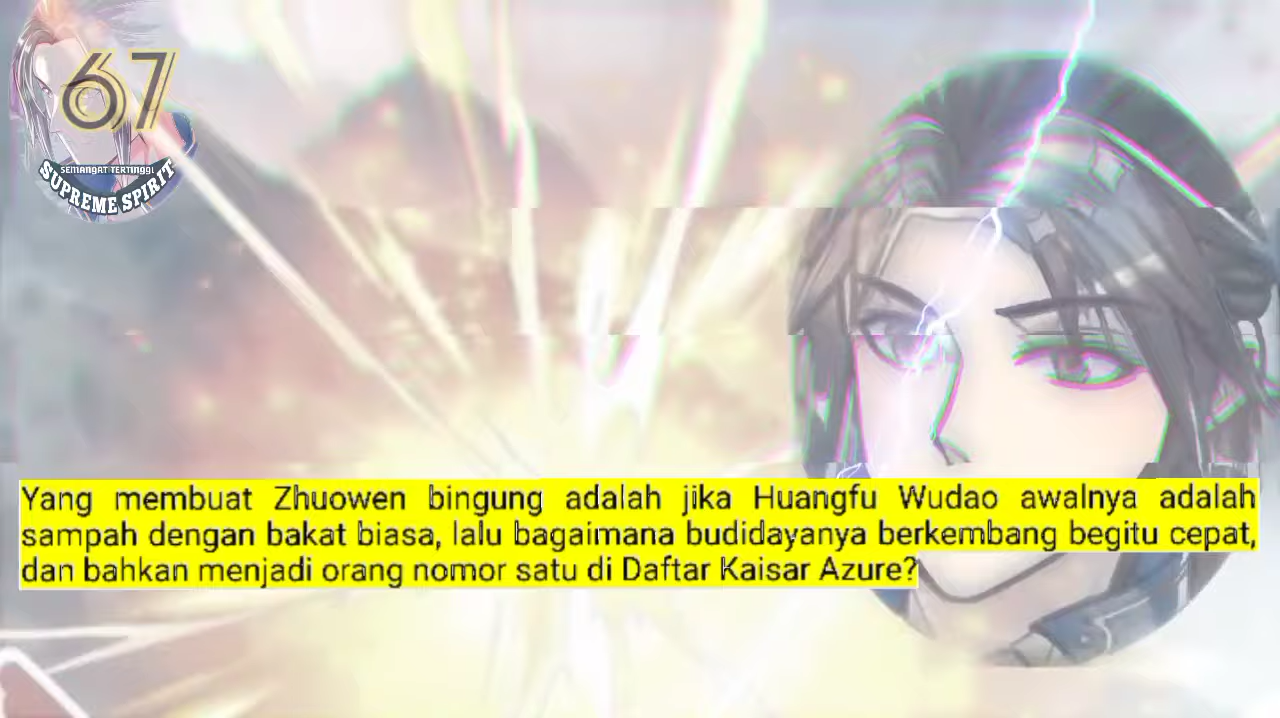 67
SEMANGAT TERTINGGI
SUPREME SPIRIT
Yang membuat Zhuowen bingung adalah jika Huangfu Wudao awalnya adalah
sampah dengan bakat biasa, lalu bagaimana budidayanya berkembang begitu cepat,
dan bahkan menjadi orang nomor satu di Daftar Kaisar Azure?